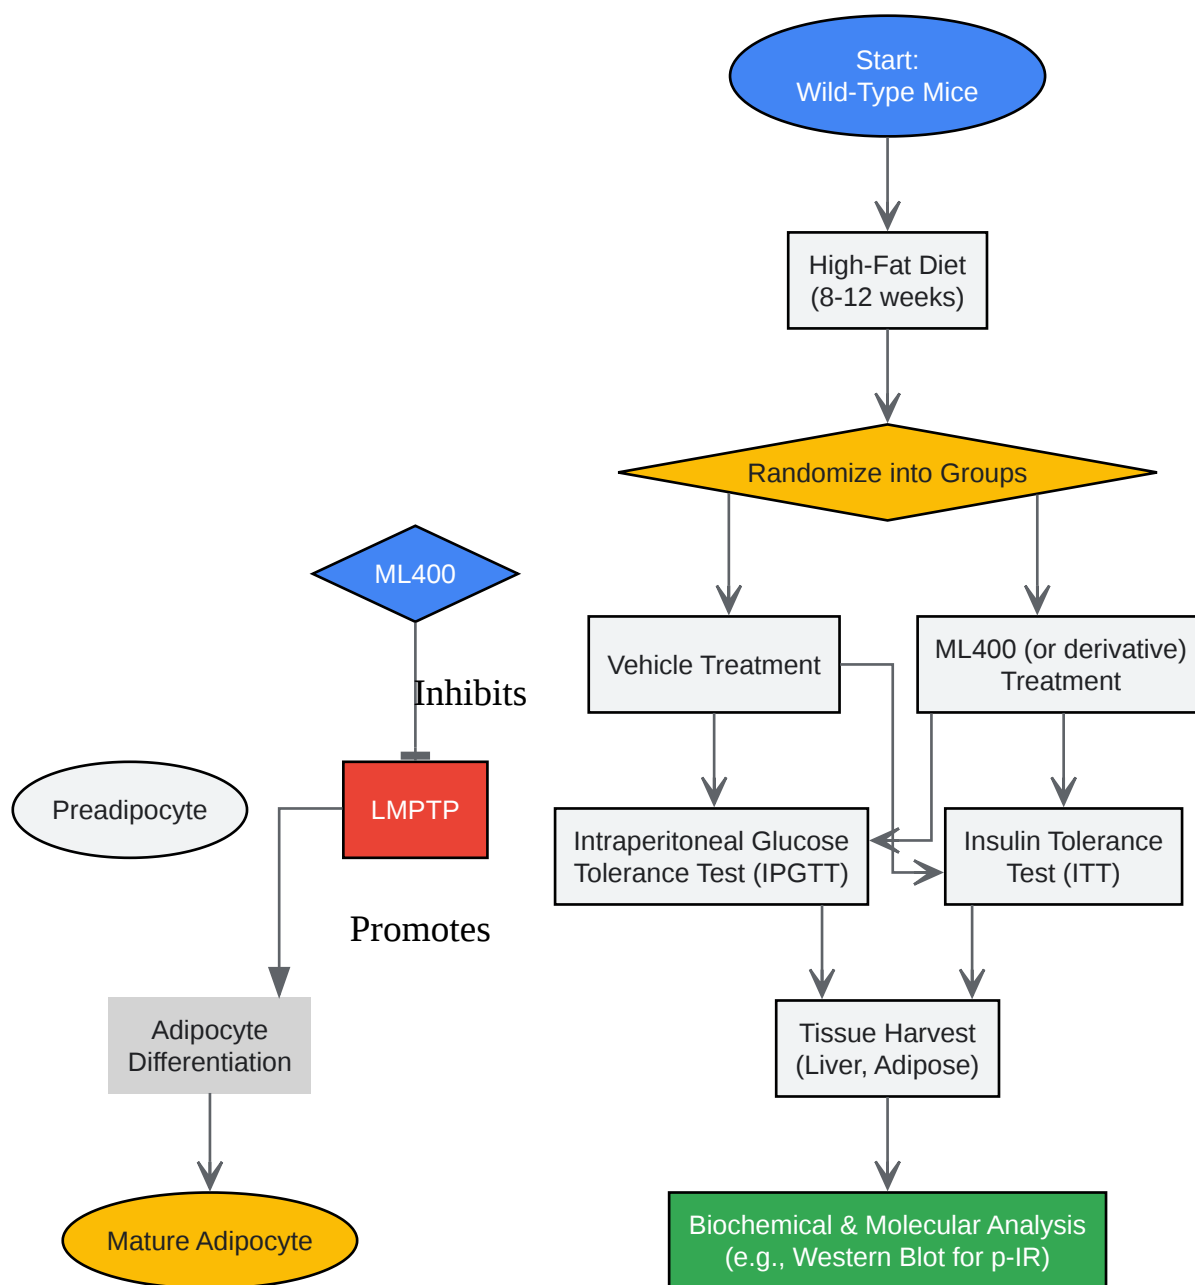 Start:
Wild-Type Mice
High-Fat Diet
(8-12 weeks)
Randomize into Groups
ML400
Inhibits
Vehicle Treatment
ML400 (or derivative)
Treatment
Preadipocyte
LMPTP
Intraperitoneal Glucose
Tolerance Test (IPGTT)
Insulin Tolerance
Test (ITT)
Promotes
Adipocyte
Differentiation
Tissue Harvest
(Liver, Adipose)
Mature Adipocyte
Biochemical & Molecular Analysis
(e.g., Western Blot for p-IR)